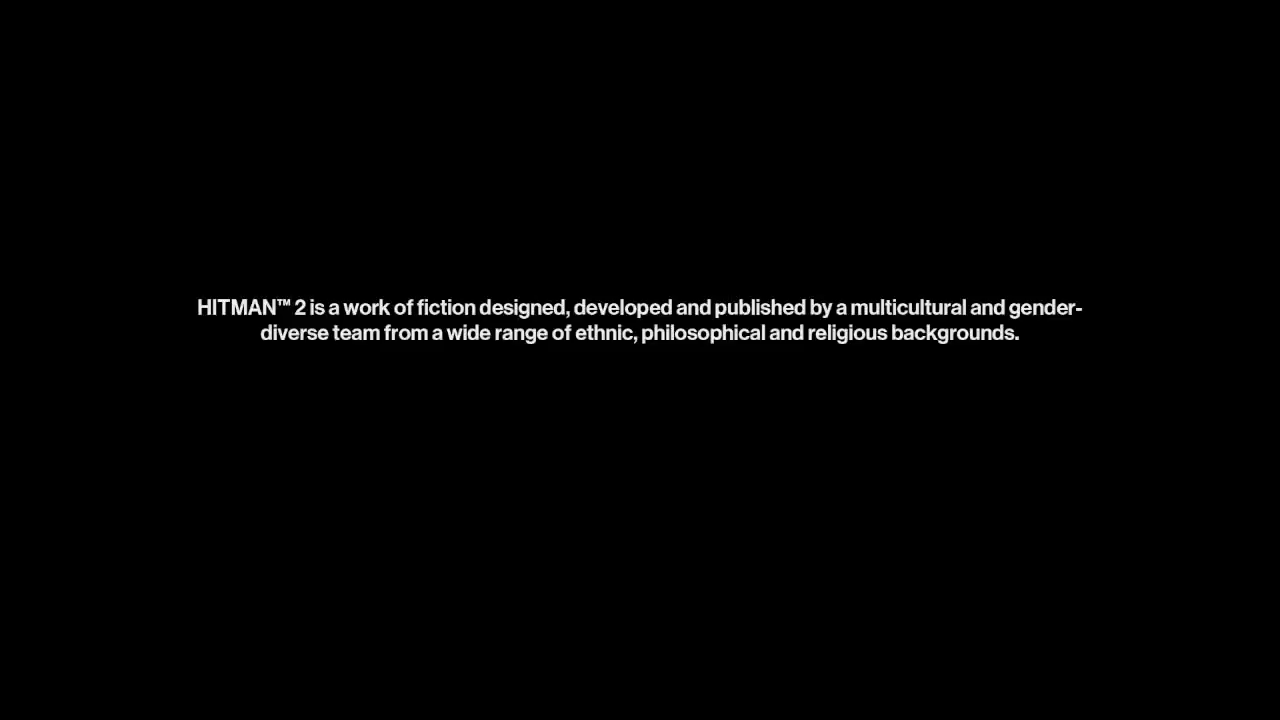 HITMAN™ 2 is a work of fiction designed, developed and published by a multicultural and gender-
diverse team from a wide range of ethnic, philosophical and religious backgrounds.